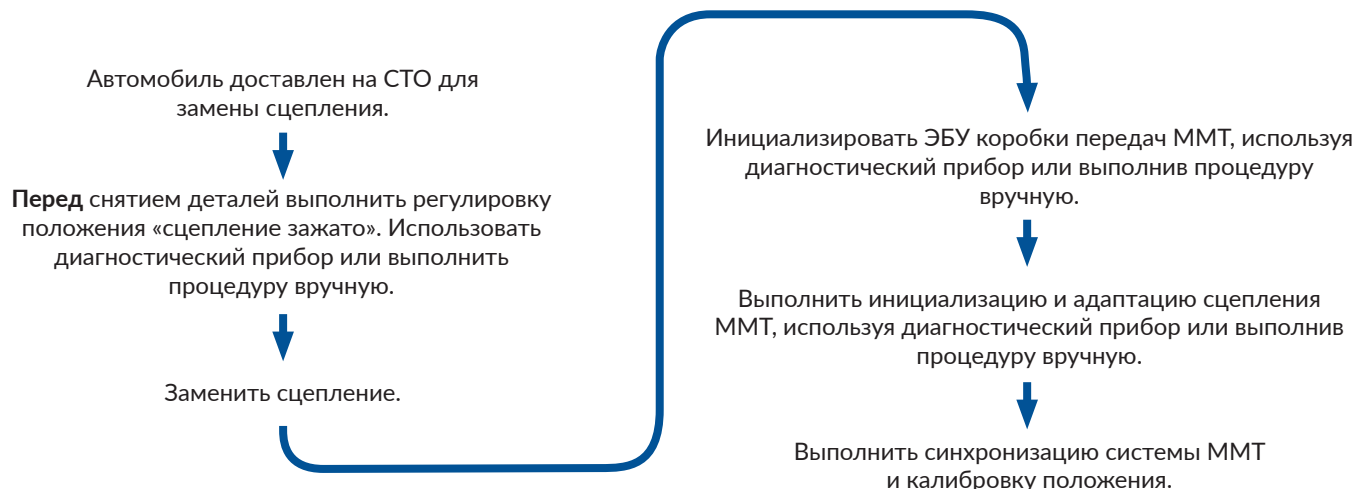 Автомобиль доставлен на СТО для
замены сцепления.
Перед снятием деталей выполнить регулировку
положения «сцепление зажато». Использовать
диагностический прибор или выполнить
процедуру вручную.
Заменить сцепление.
Инициализировать ЭБУ коробки передач ММТ, используя
диагностический прибор или выполнив процедуру
вручную.
Выполнить инициализацию и адаптацию сцепления
ММТ, используя диагностический прибор или выполнив
процедуру вручную.
Выполнить синхронизацию системы ММТ
и калибровку положения.